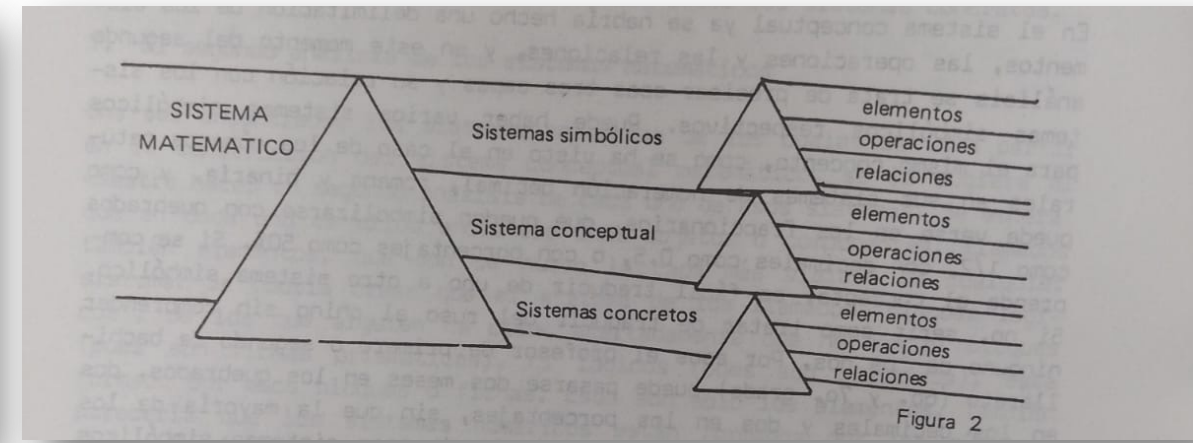 SISTEMA
MATEMATICO
Sistemas simbólicos
elementos
operaciones
relaciones
Sistema conceptual
elementos
operaciones
relaciones
Sistemas concretos
elementos
operaciones
relaciones
Figura 2